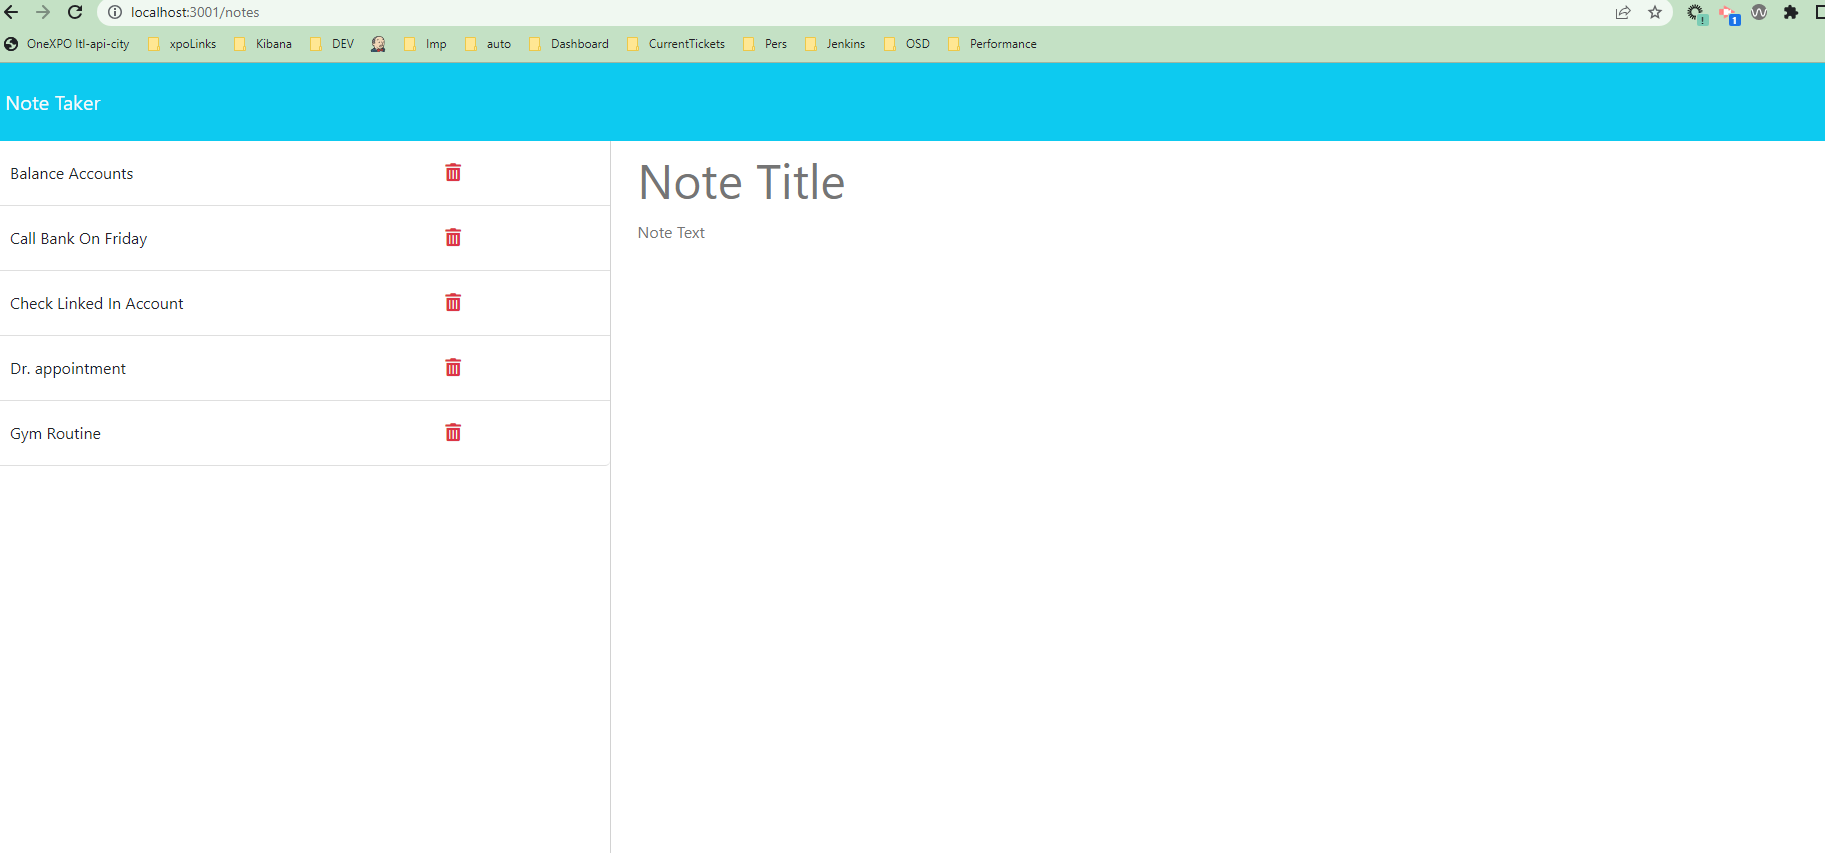 localhost:3001/notes
OneXPO ltl-api-city xpoLinks Kibana DEV Imp auto Dashboard CurrentTickets Pers Jenkins OSD Performance
Note Taker
Balance Accounts
Call Bank On Friday
Check Linked In Account
Dr. appointment
Gym Routine
Note Title
Note Text